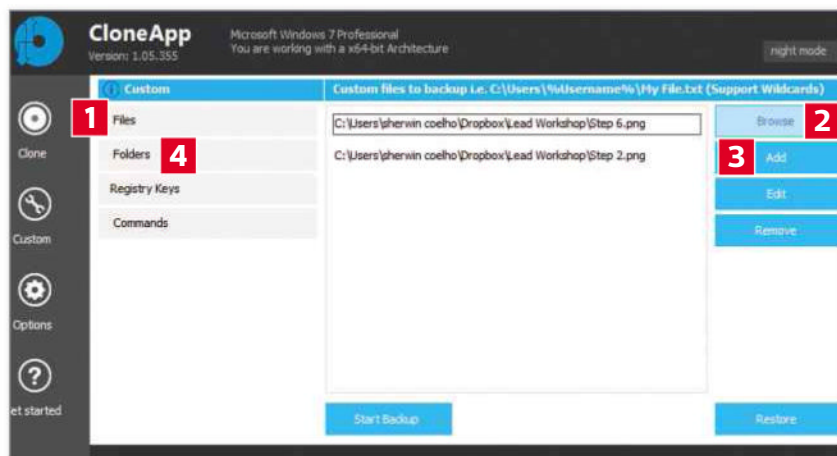 CloneApp
Version: 1.05.355
Microsoft Windows 7 Professional
You are working with a x64-bit Architecture
night mode
Custom
Custom files to backup i.e. C:\Users\%Username%\My File.txt (Support Wildcards)
1
Files
C:\Users\sherwin coelho\Dropbox\Lead Workshop\Step 6.png
Browse
2
Clone
Folders
4
C:\Users\sherwin coelho\Dropbox\Lead Workshop\Step 2.png
3
Add
Registry Keys
Edit
Commands
Remove
Custom
Options
?
et started
Start Backup
Restore